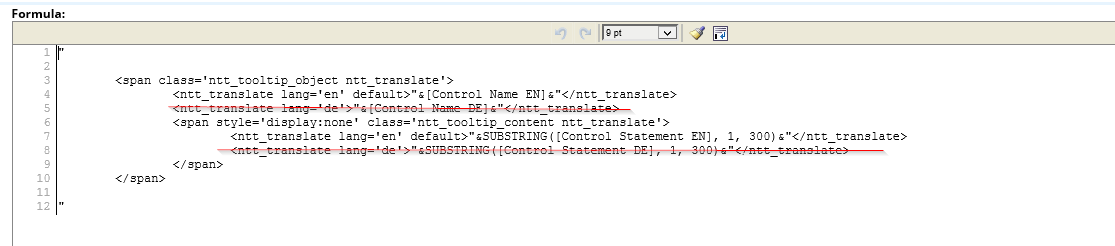 Formula:
9 pt
1 "
2
3 <span class='ntt_tooltip_object ntt_translate'>
4 <ntt_translate lang='en' default>"&[Control Name EN]&"</ntt_translate>
5 <ntt_translate lang='de'>"&[Control Name DE]&"</ntt_translate>
6 <span style='display:none' class='ntt_tooltip_content ntt_translate'>
7 <ntt_translate lang='en' default>"&SUBSTRING([Control Statement EN], 1, 300)&"</ntt_translate>
8 <ntt_translate lang='de'>"&SUBSTRING([Control Statement DE], 1, 300)&"</ntt_translate>
9 </span>
10 </span>
11
12 "